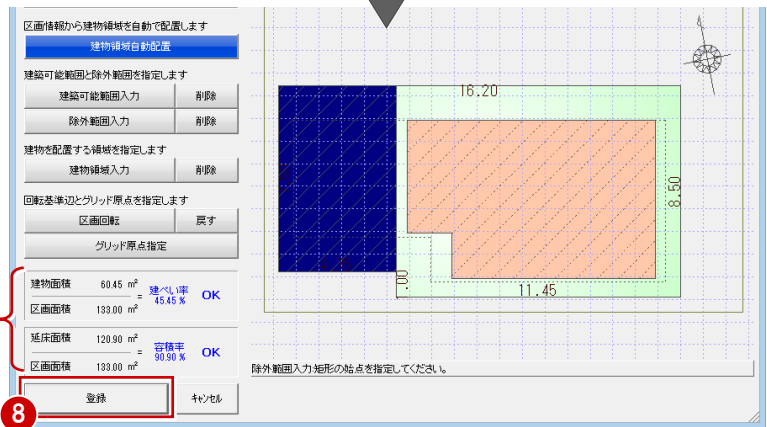 区画情報から建物領域を自動で配置します
建物領域自動配置
建築可能範囲と除外範囲を指定します
建築可能範囲入力 削除
除外範囲入力 削除
建物を配置する領域を指定します
建物領域入力 削除
回転基準辺とグリッド原点を指定します
区画回転 戻す
グリッド原点指定
建物面積 60.45 m²
区画面積 133.00 m²
= 建ぺい率 45.45 % OK
延床面積 120.90 m²
区画面積 133.00 m²
= 容積率 90.90 % OK
登録 キャンセル
8
16.20
8.50
11.45
.00
除外範囲入力:矩形の始点を指定してください。